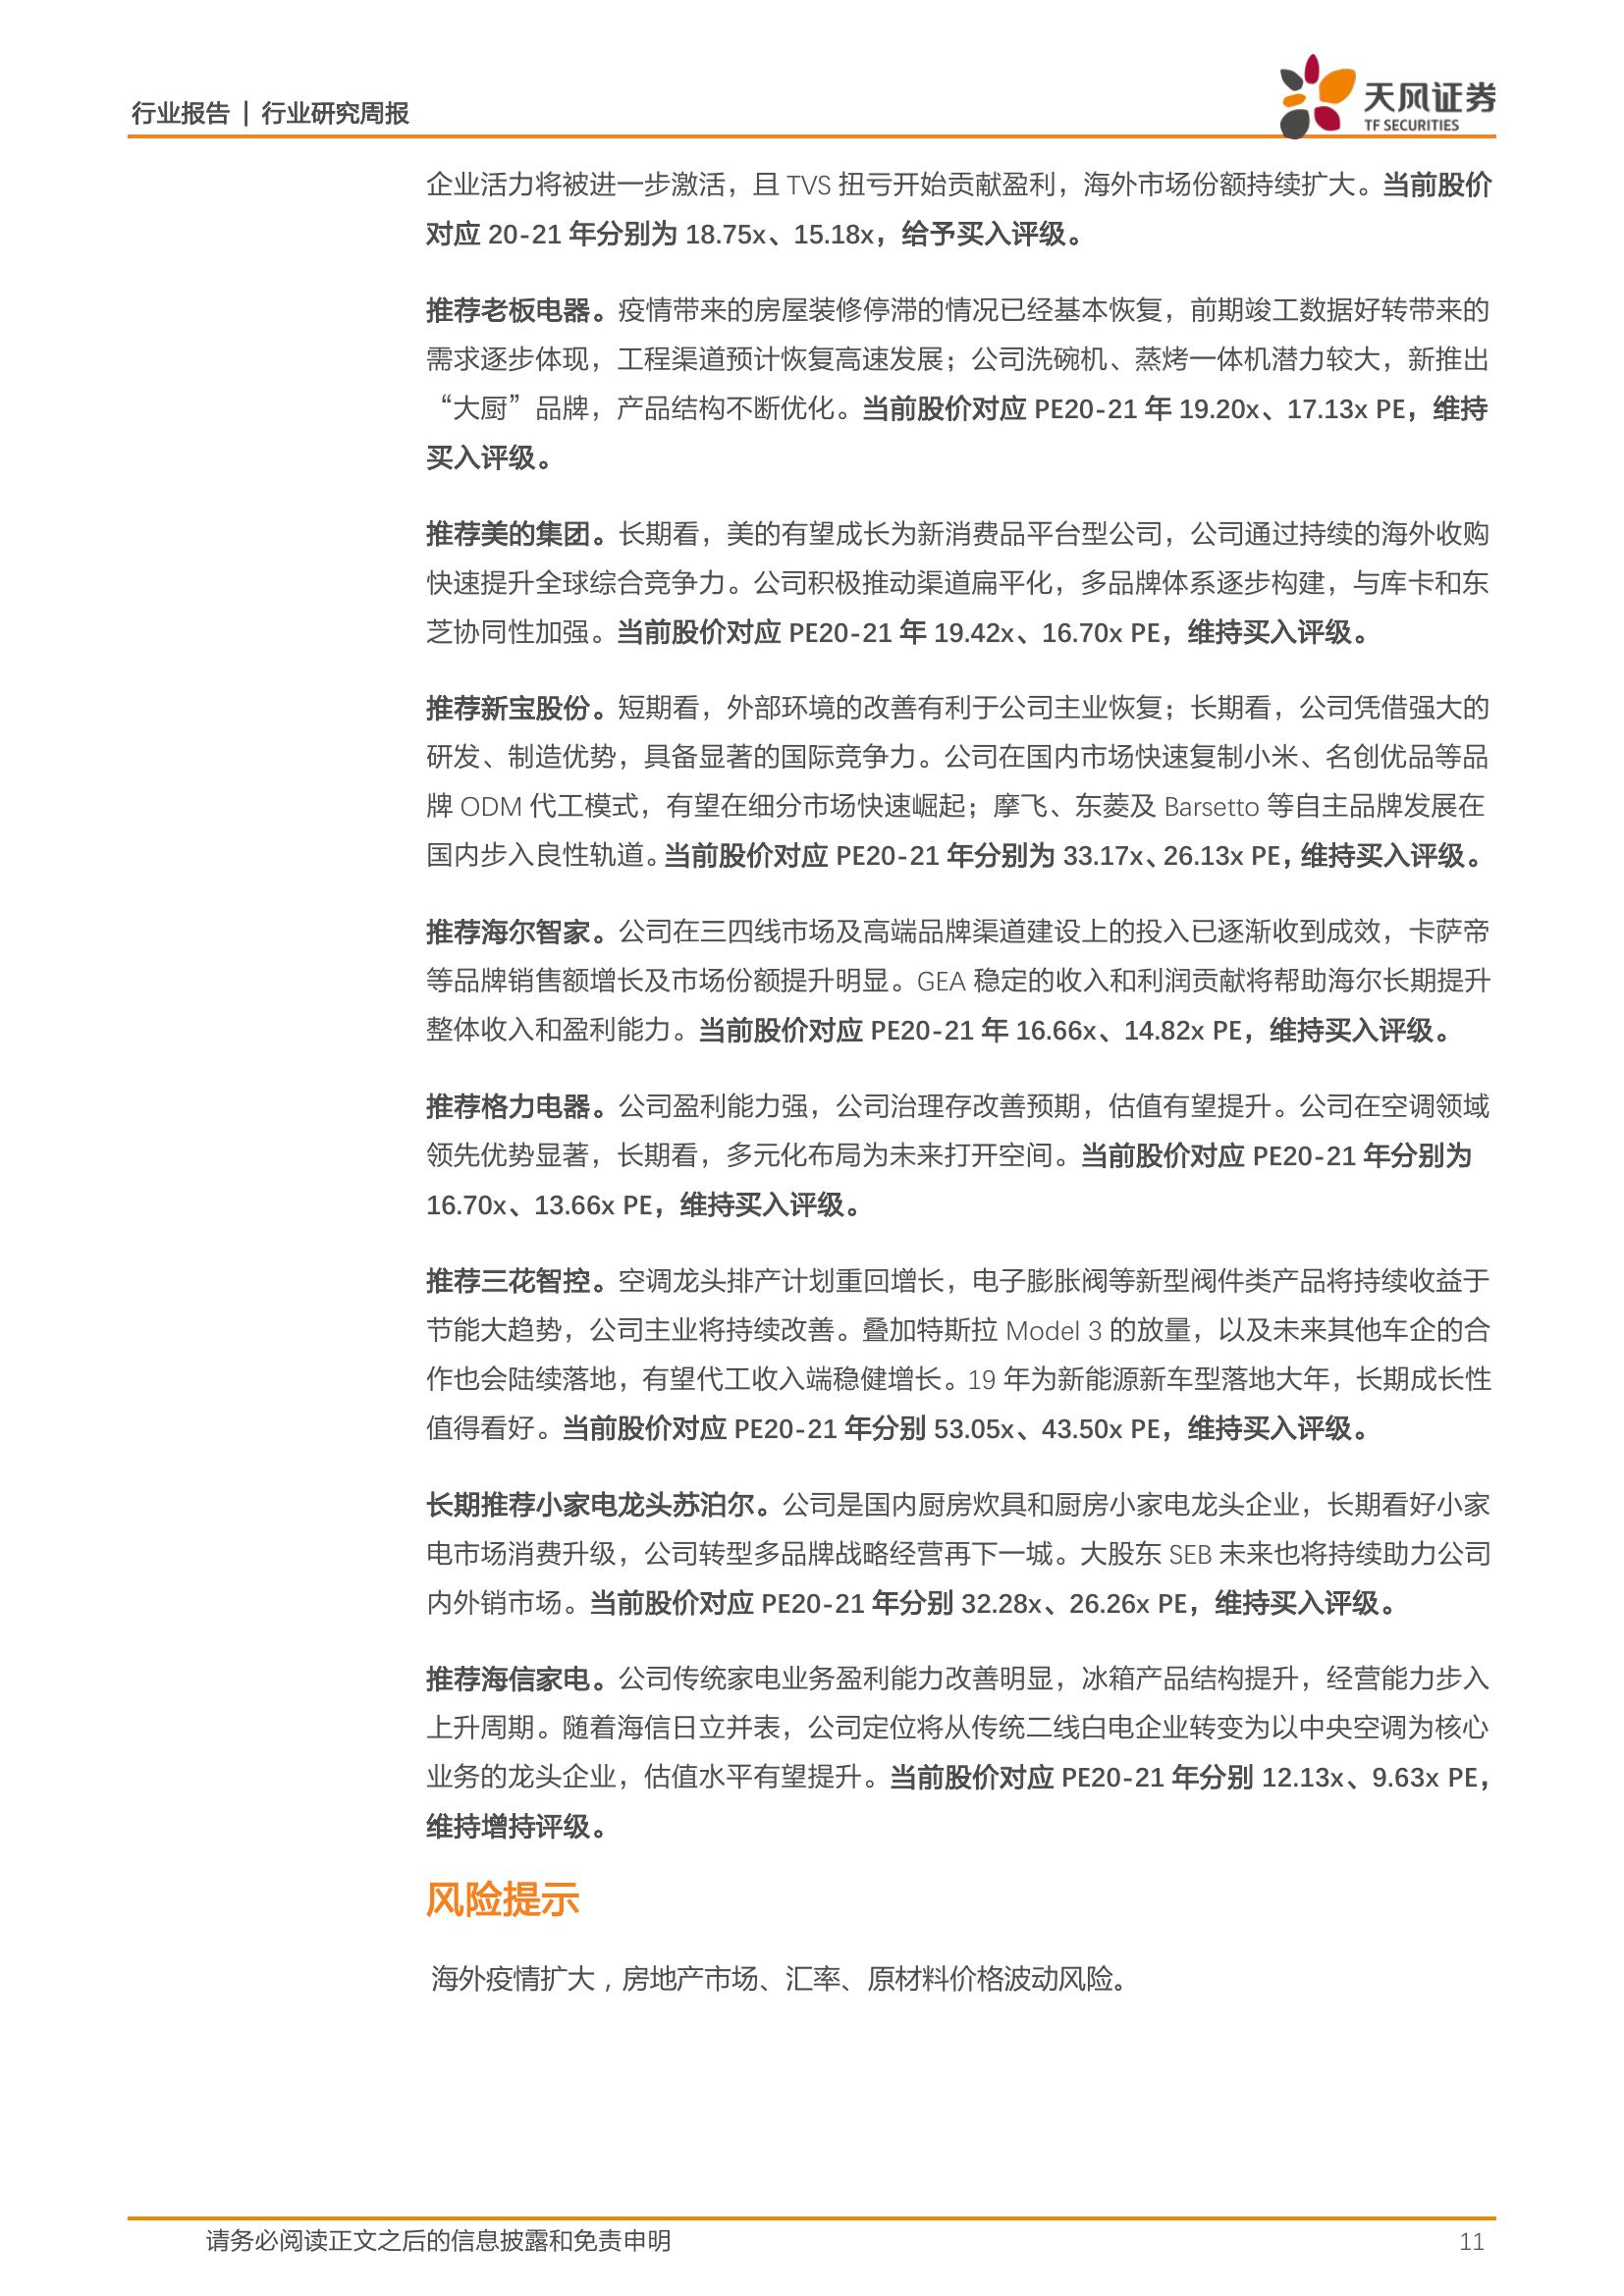 行业报告 | 行业研究周报
天风证券
TF SECURITIES
企业活力将被进一步激活，且 TVS 扭亏开始贡献盈利，海外市场份额持续扩大。当前股价
对应 20-21 年分别为 18.75x、15.18x，给予买入评级。
推荐老板电器。疫情带来的房屋装修停滞的情况已经基本恢复，前期竣工数据好转带来的
需求逐步体现，工程渠道预计恢复高速发展；公司洗碗机、蒸烤一体机潜力较大，新推出
“大厨”品牌，产品结构不断优化。当前股价对应 PE20-21 年 19.20x、17.13x PE，维持
买入评级。
推荐美的集团。长期看，美的有望成长为新消费品平台型公司，公司通过持续的海外收购
快速提升全球综合竞争力。公司积极推动渠道扁平化，多品牌体系逐步构建，与库卡和东
芝协同性加强。当前股价对应 PE20-21 年 19.42x、16.70x PE，维持买入评级。
推荐新宝股份。短期看，外部环境的改善有利于公司主业恢复；长期看，公司凭借强大的
研发、制造优势，具备显著的国际竞争力。公司在国内市场快速复制小米、名创优品等品
牌 ODM 代工模式，有望在细分市场快速崛起；摩飞、东菱及 Barsetto 等自主品牌发展在
国内步入良性轨道。当前股价对应 PE20-21 年分别为 33.17x、26.13x PE，维持买入评级。
推荐海尔智家。公司在三四线市场及高端品牌渠道建设上的投入已逐渐收到成效，卡萨帝
等品牌销售额增长及市场份额提升明显。GEA 稳定的收入和利润贡献将帮助海尔长期提升
整体收入和盈利能力。当前股价对应 PE20-21 年 16.66x、14.82x PE，维持买入评级。
推荐格力电器。公司盈利能力强，公司治理存改善预期，估值有望提升。公司在空调领域
领先优势显著，长期看，多元化布局为未来打开空间。当前股价对应 PE20-21 年分别为
16.70x、13.66x PE，维持买入评级。
推荐三花智控。空调龙头排产计划重回增长，电子膨胀阀等新型阀件类产品将持续收益于
节能大趋势，公司主业将持续改善。叠加特斯拉 Model 3 的放量，以及未来其他车企的合
作也会陆续落地，有望代工收入端稳健增长。19 年为新能源新车型落地大年，长期成长性
值得看好。当前股价对应 PE20-21 年分别 53.05x、43.50x PE，维持买入评级。
长期推荐小家电龙头苏泊尔。公司是国内厨房炊具和厨房小家电龙头企业，长期看好小家
电市场消费升级，公司转型多品牌战略经营再下一城。大股东 SEB 未来也将持续助力公司
内外销市场。当前股价对应 PE20-21 年分别 32.28x、26.26x PE，维持买入评级。
推荐海信家电。公司传统家电业务盈利能力改善明显，冰箱产品结构提升，经营能力步入
上升周期。随着海信日立并表，公司定位将从传统二线白电企业转变为以中央空调为核心
业务的龙头企业，估值水平有望提升。当前股价对应 PE20-21 年分别 12.13x、9.63x PE，
维持增持评级。
风险提示
海外疫情扩大，房地产市场、汇率、原材料价格波动风险。
请务必阅读正文之后的信息披露和免责申明
11